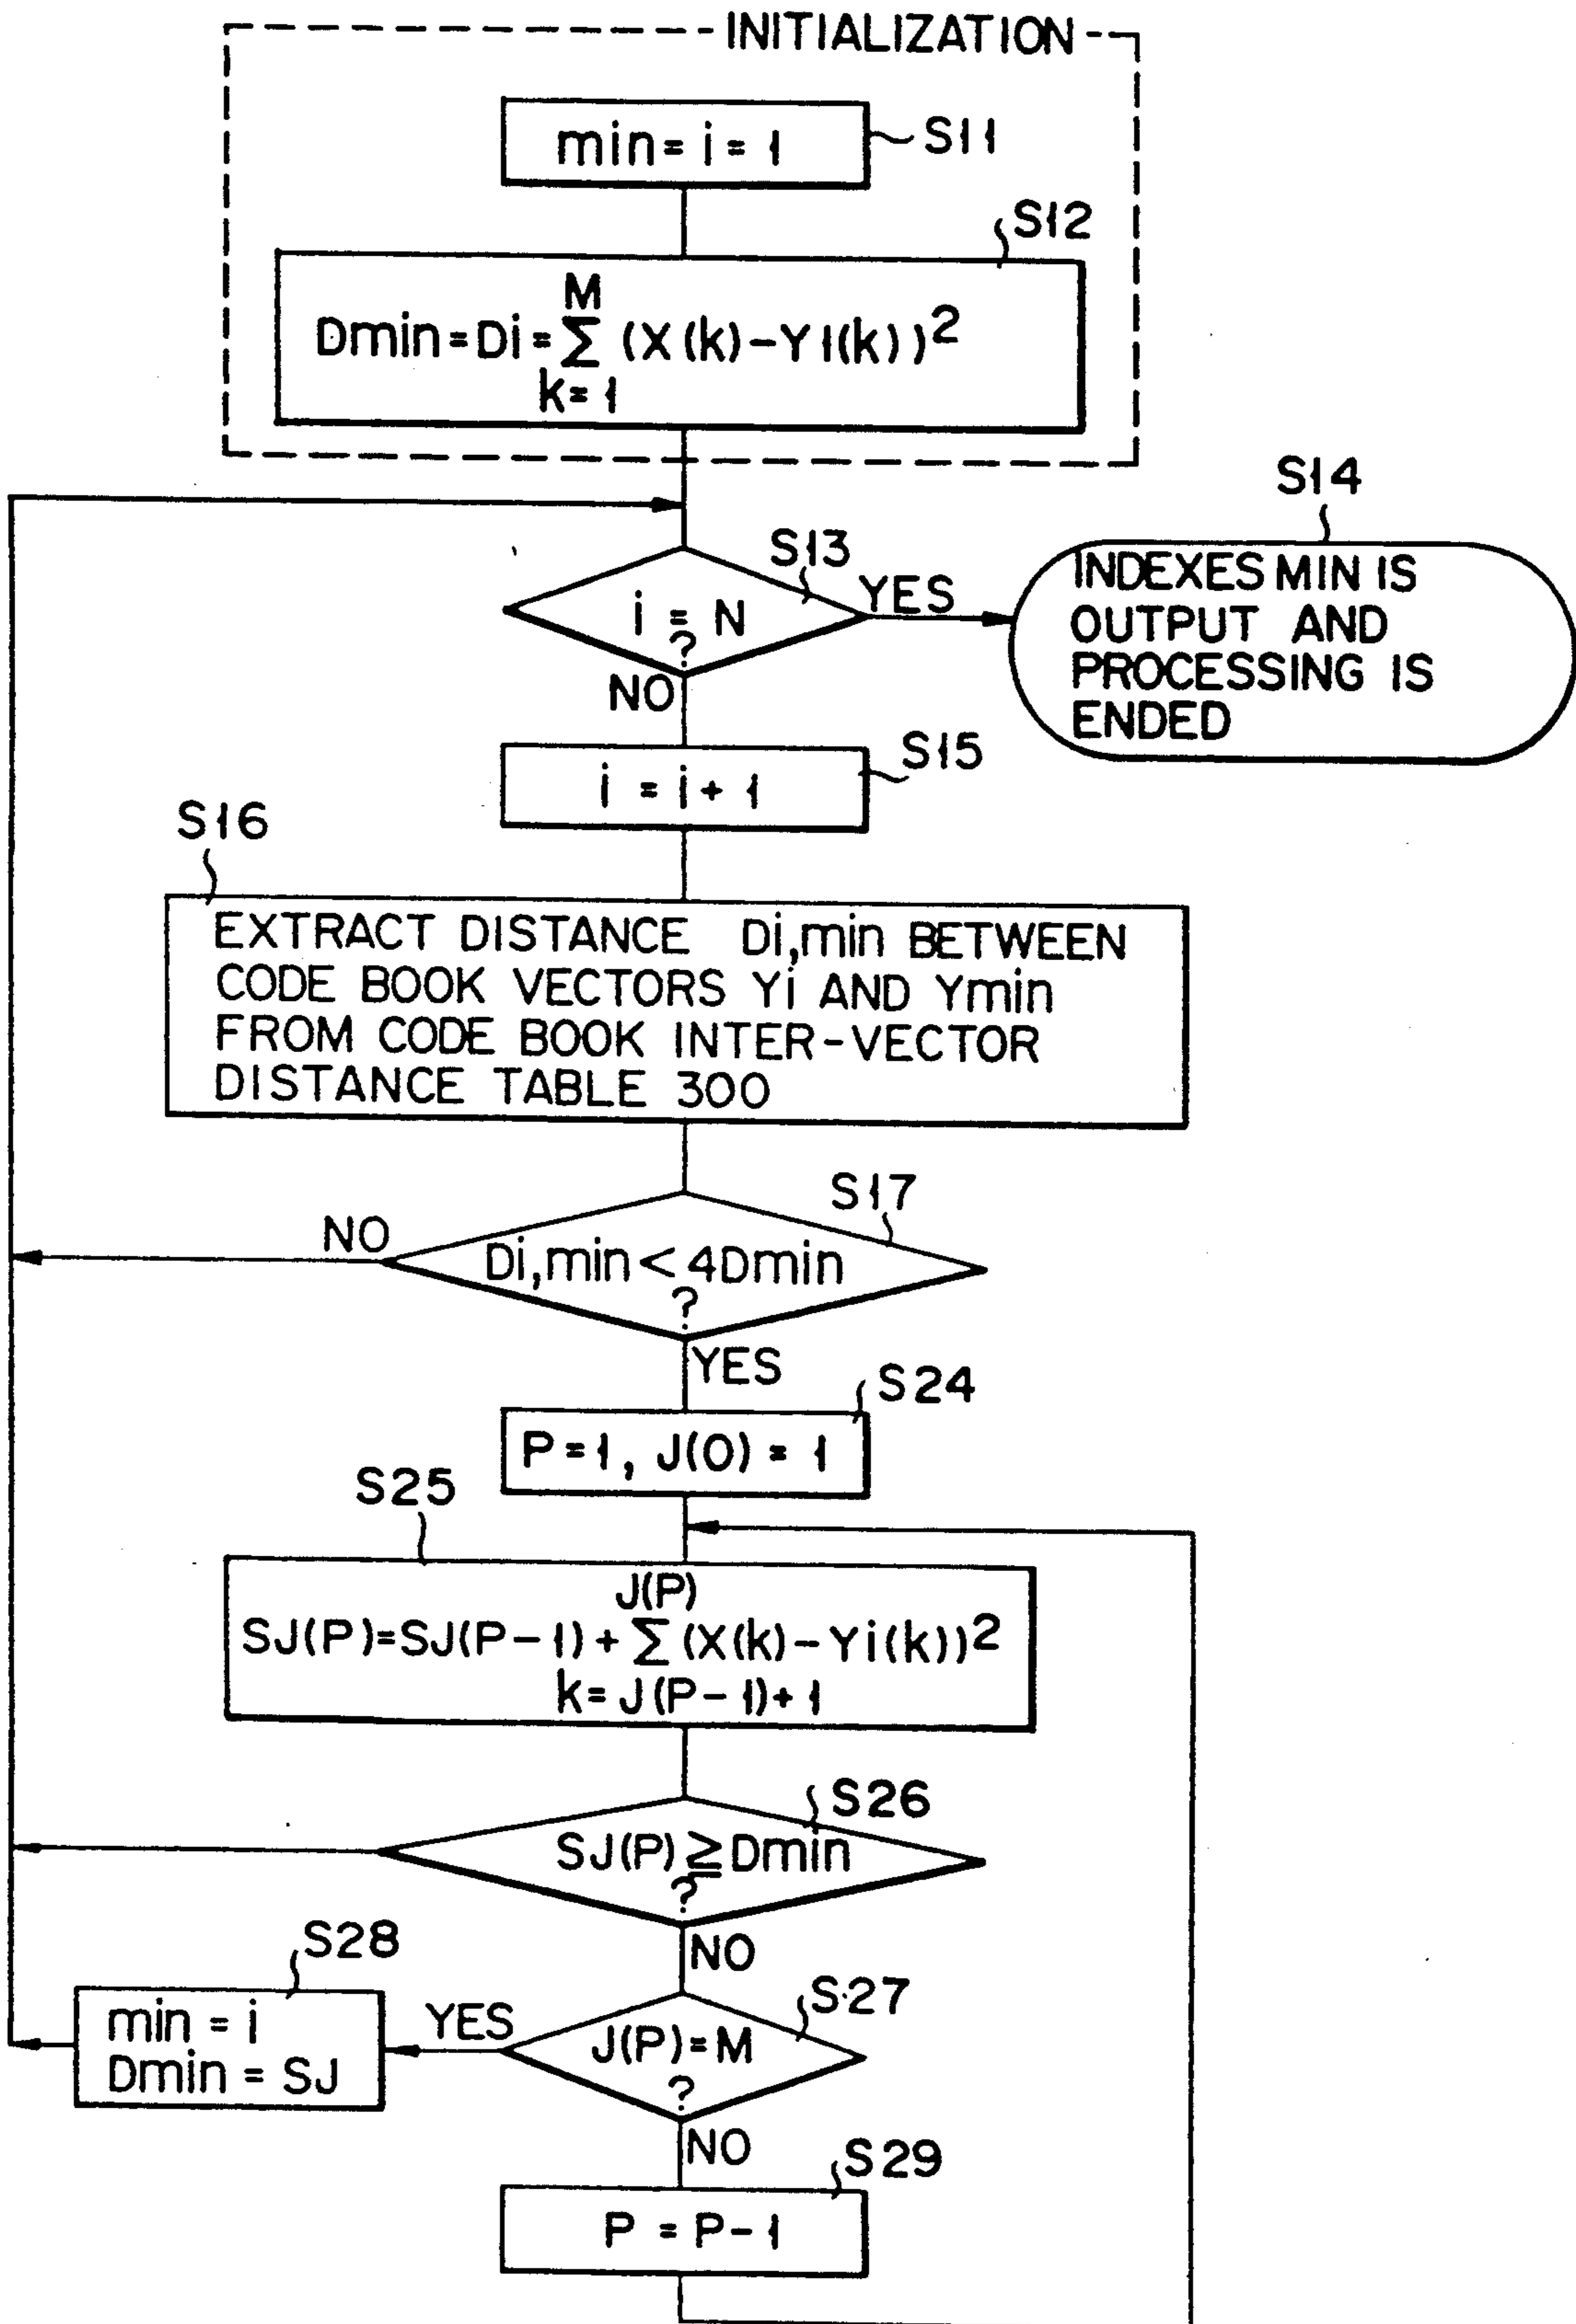 INITIALIZATION
min = i = 1
S11
S12
M
Dmin = Di = Σ (X(k) - Y1(k))²
k = 1
S14
S13
i = N
?
YES
INDEXES MIN IS
OUTPUT AND
PROCESSING IS
ENDED
NO
S15
i = i + 1
S16
EXTRACT DISTANCE Di,min BETWEEN
CODE BOOK VECTORS Yi AND Ymin
FROM CODE BOOK INTER-VECTOR
DISTANCE TABLE 300
S17
NO
Di,min < 4Dmin
?
YES
S24
P = 1, J(0) = 1
S25
J(P)
SJ(P) = SJ(P-1) + Σ (X(k) - Yi(k))²
k = J(P-1) + 1
S26
SJ(P) ≧ Dmin
?
NO
S28
S27
min = i
Dmin = SJ
YES
J(P) = M
?
NO
S29
P = P - 1